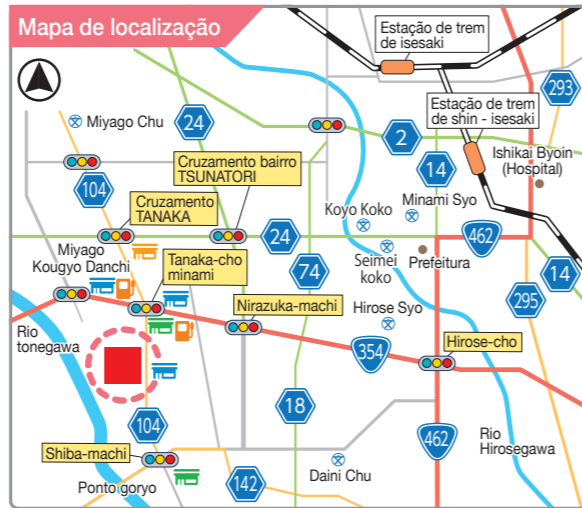 Mapa de localização
Estação de trem
de isesaki
293
Estação de trem
de shin - isesaki
Miyago Chu
24
2
Cruzamento bairro
TSUNATORI
14
Ishikai Byoin
(Hospital)
104
Cruzamento
TANAKA
Koyo Koko
Minami Syo
24
462
Miyago
Kougyo Danchi
Tanaka-cho
minami
74
Seimei
koko
Prefeitura
14
295
Rio
tonegawa
Nirazuka-machi
Hirose Syo
354
Hirose-cho
18
104
462
Rio
Hirosegawa
Shiba-machi
Ponto goryo
142
Daini Chu